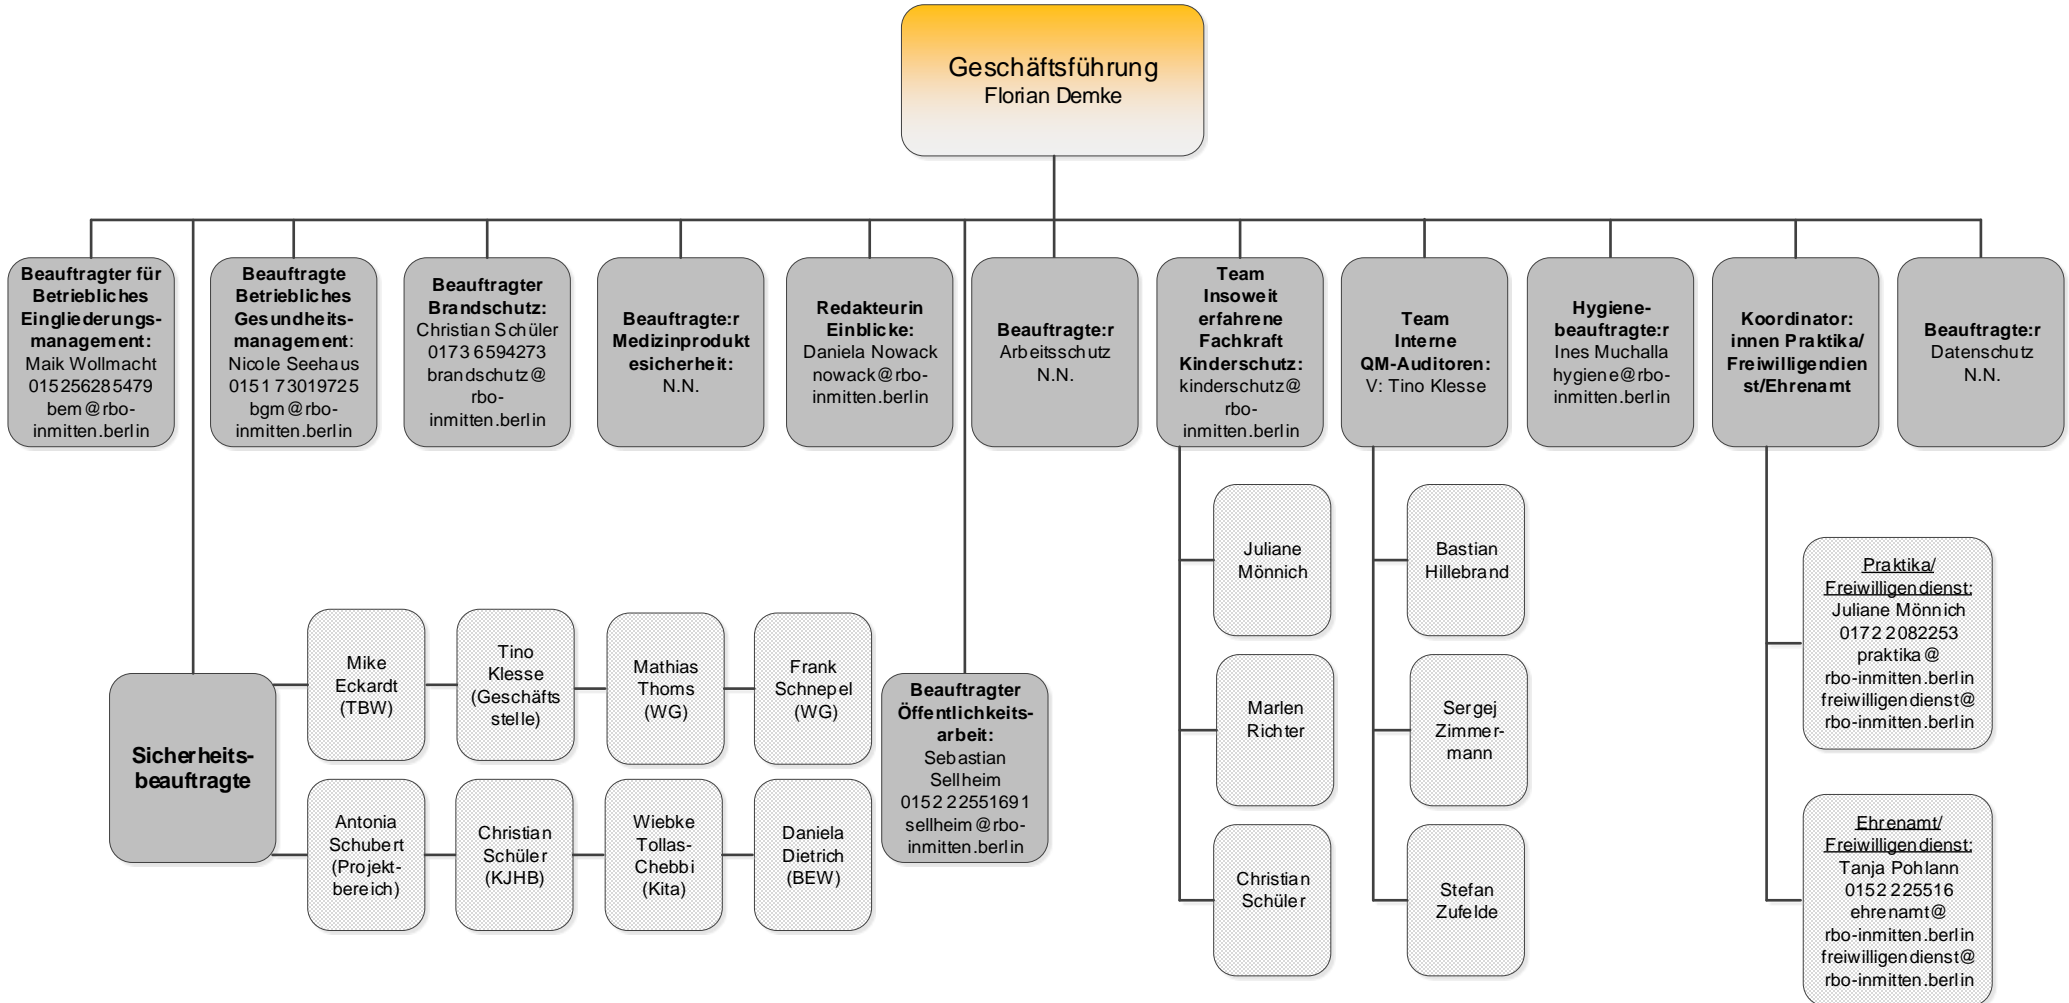 Geschäftsführung
Florian Demke
Beauftragter für
Betriebliches
Eingliederungs-
management:
Maik Wollmacht
015256285479
bem@rbo-
inmitten.berlin
Beauftragte
Betriebliches
Gesundheits-
management:
Nicole Seehaus
0151 73019725
bgm@rbo-
inmitten.berlin
Beauftragter
Brandschutz:
Christian Schüler
0173 6594273
brandschutz@
rbo-
inmitten.berlin
Beauftragte:r
Medizinprodukt
esicherheit:
N.N.
Redakteurin
Einblicke:
Daniela Nowack
nowack@rbo-
inmitten.berlin
Beauftragte:r
Arbeitsschutz
N.N.
Team
Insoweit
erfahrene
Fachkraft
Kinderschutz:
kinderschutz@
rbo-
inmitten.berlin
Team
Interne
QM-Auditoren:
V: Tino Klesse
Hygiene-
beauftragte:r
Ines Muchalla
hygiene@rbo-
inmitten.berlin
Koordinator:
innen Praktika/
Freiwilligendien
st/Ehrenamt
Beauftragte:r
Datenschutz
N.N.
Sicherheits-
beauftragte
Mike
Eckardt
(TBW)
Tino
Klesse
(Geschäfts
stelle)
Mathias
Thoms
(WG)
Frank
Schnepel
(WG)
Antonia
Schubert
(Projekt-
bereich)
Christian
Schüler
(KJHB)
Wiebke
Tollas-
Chebbi
(Kita)
Daniela
Dietrich
(BEW)
Beauftragter
Öffentlichkeits-
arbeit:
Sebastian
Sellheim
0152 22551691
sellheim@rbo-
inmitten.berlin
Juliane
Mönnich
Marlen
Richter
Christian
Schüler
Bastian
Hillebrand
Sergej
Zimmer-
mann
Stefan
Zufelde
Praktika/
Freiwilligendienst:
Juliane Mönnich
0172 2082253
praktika@
rbo-inmitten.berlin
freiwilligendienst@
rbo-inmitten.berlin
Ehrenamt/
Freiwilligendienst:
Tanja Pohlann
0152 225516
ehrenamt@
rbo-inmitten.berlin
freiwilligendienst@
rbo-inmitten.berlin